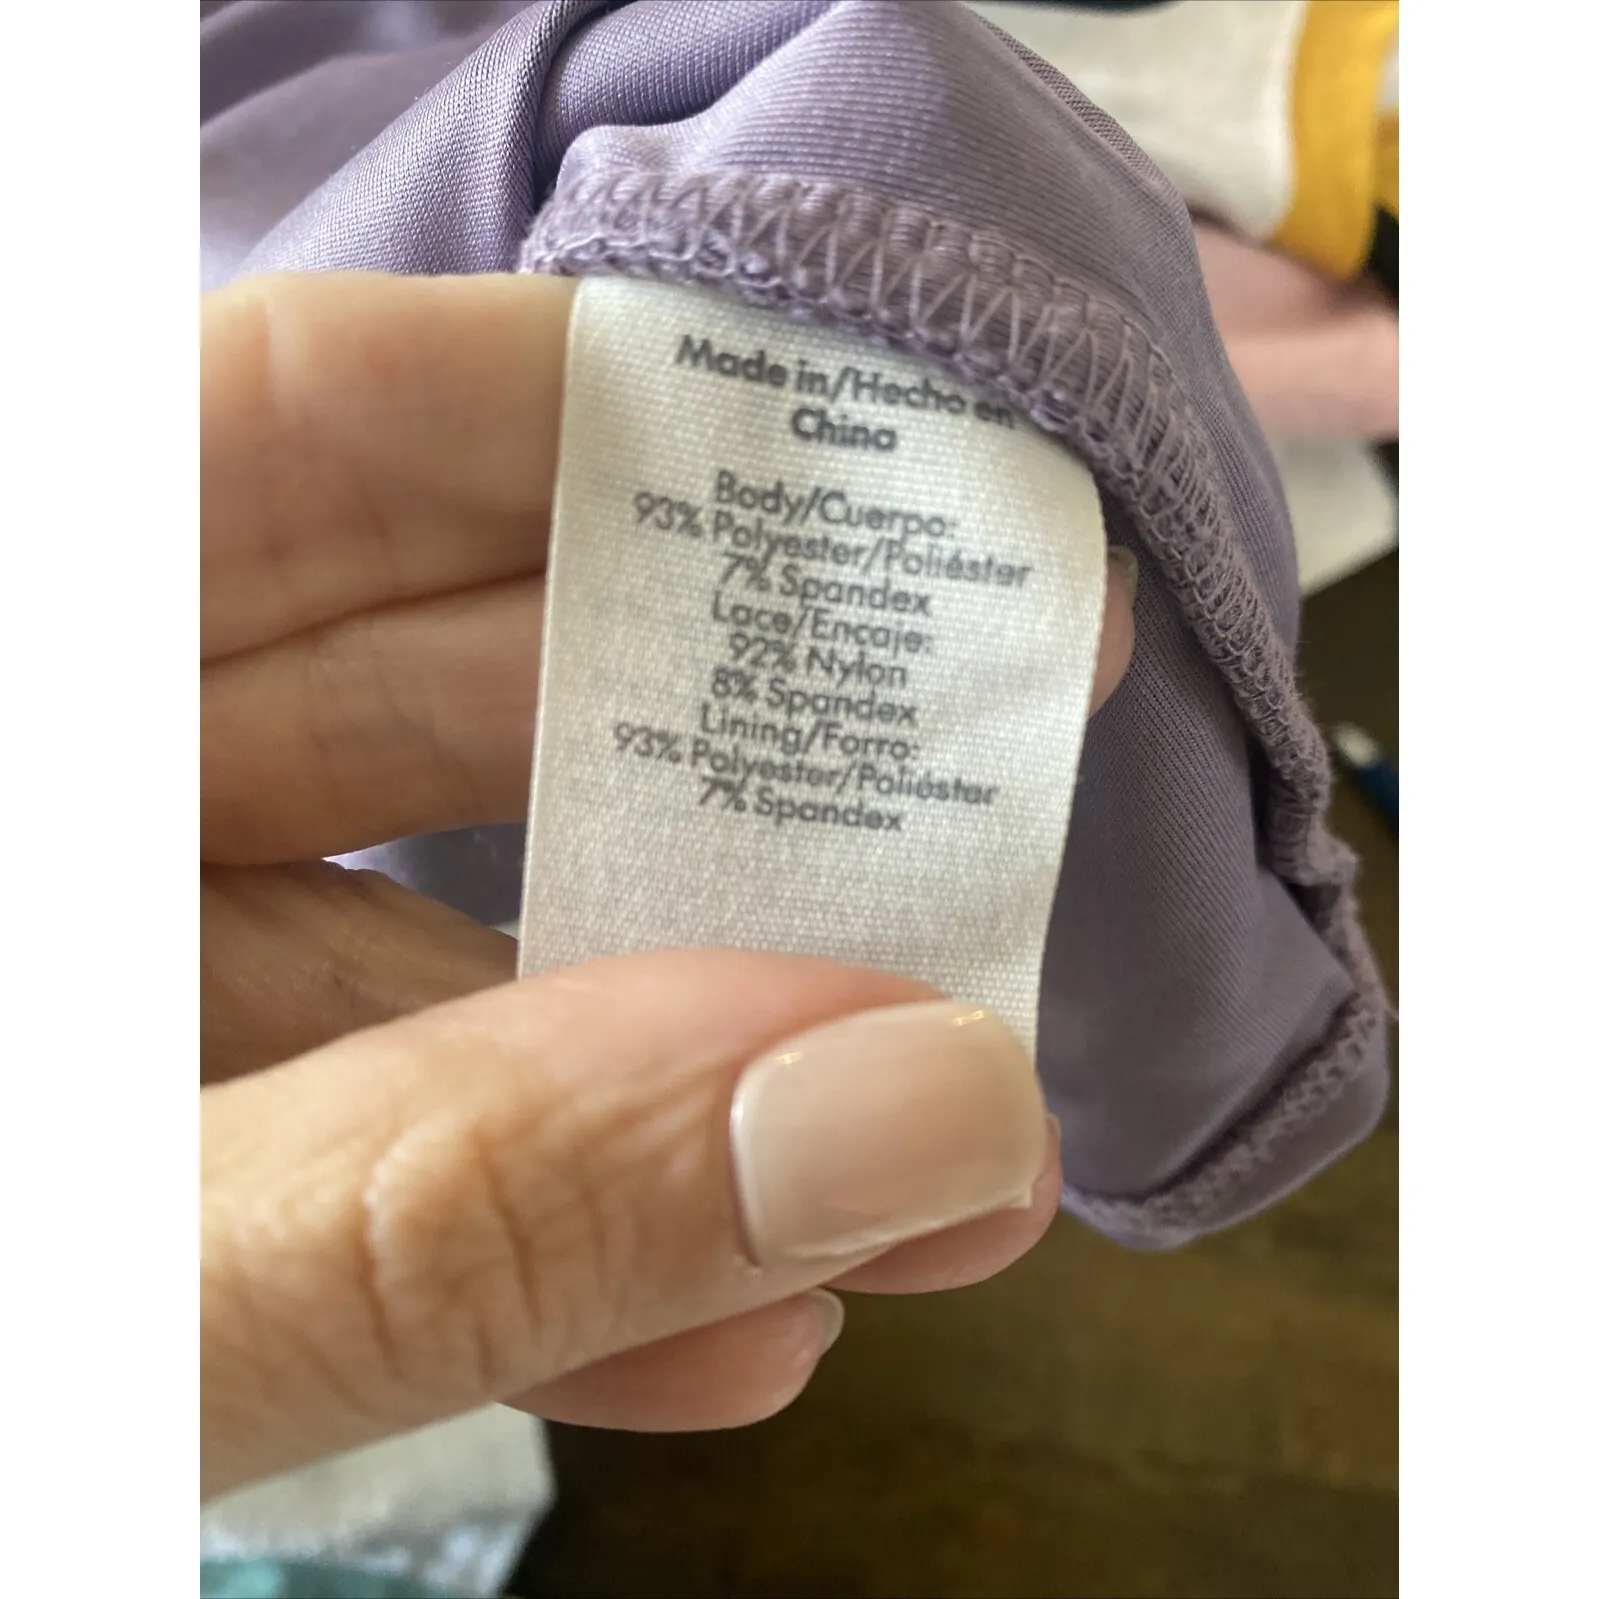 Made in/Hecho en
China
Body/Cuerpo:
93% Polyester/Poliéster
7% Spandex
Lace/Encaje:
92% Nylon
8% Spandex
Lining/Forro:
93% Polyester/Poliéster
7% Spandex